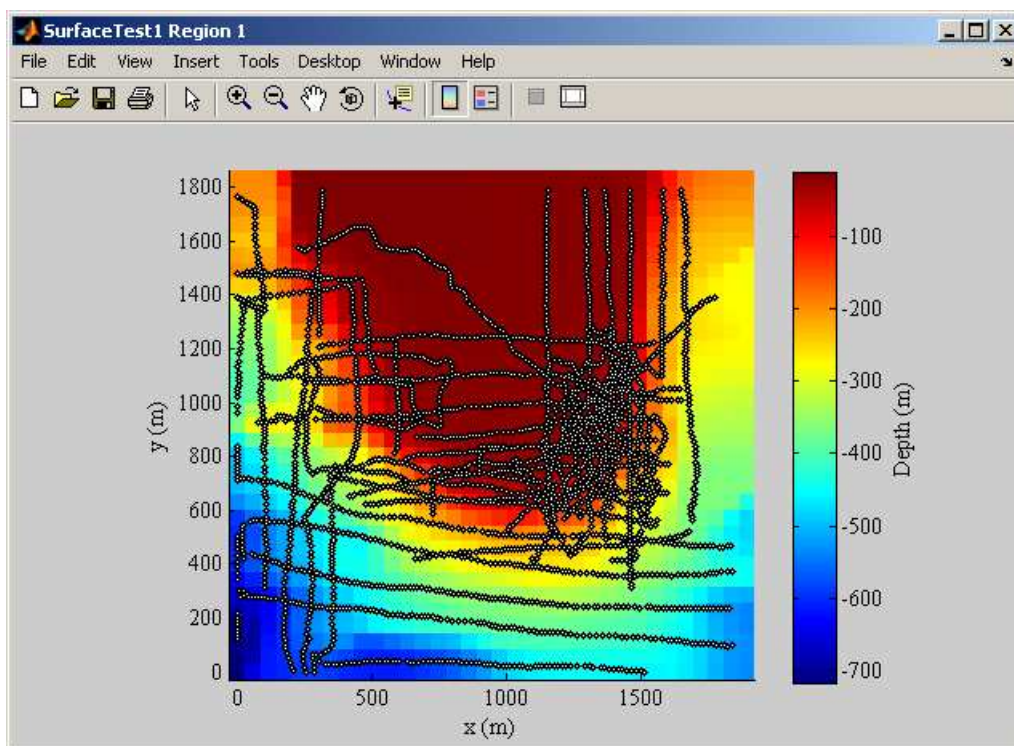 SurfaceTest1 Region 1
File Edit View Insert Tools Desktop Window Help
1800
1600
1400
1200
1000
800
600
400
200
0
y (m)
0 500 1000 1500
x (m)
-100
-200
-300
-400
-500
-600
-700
Depth (m)